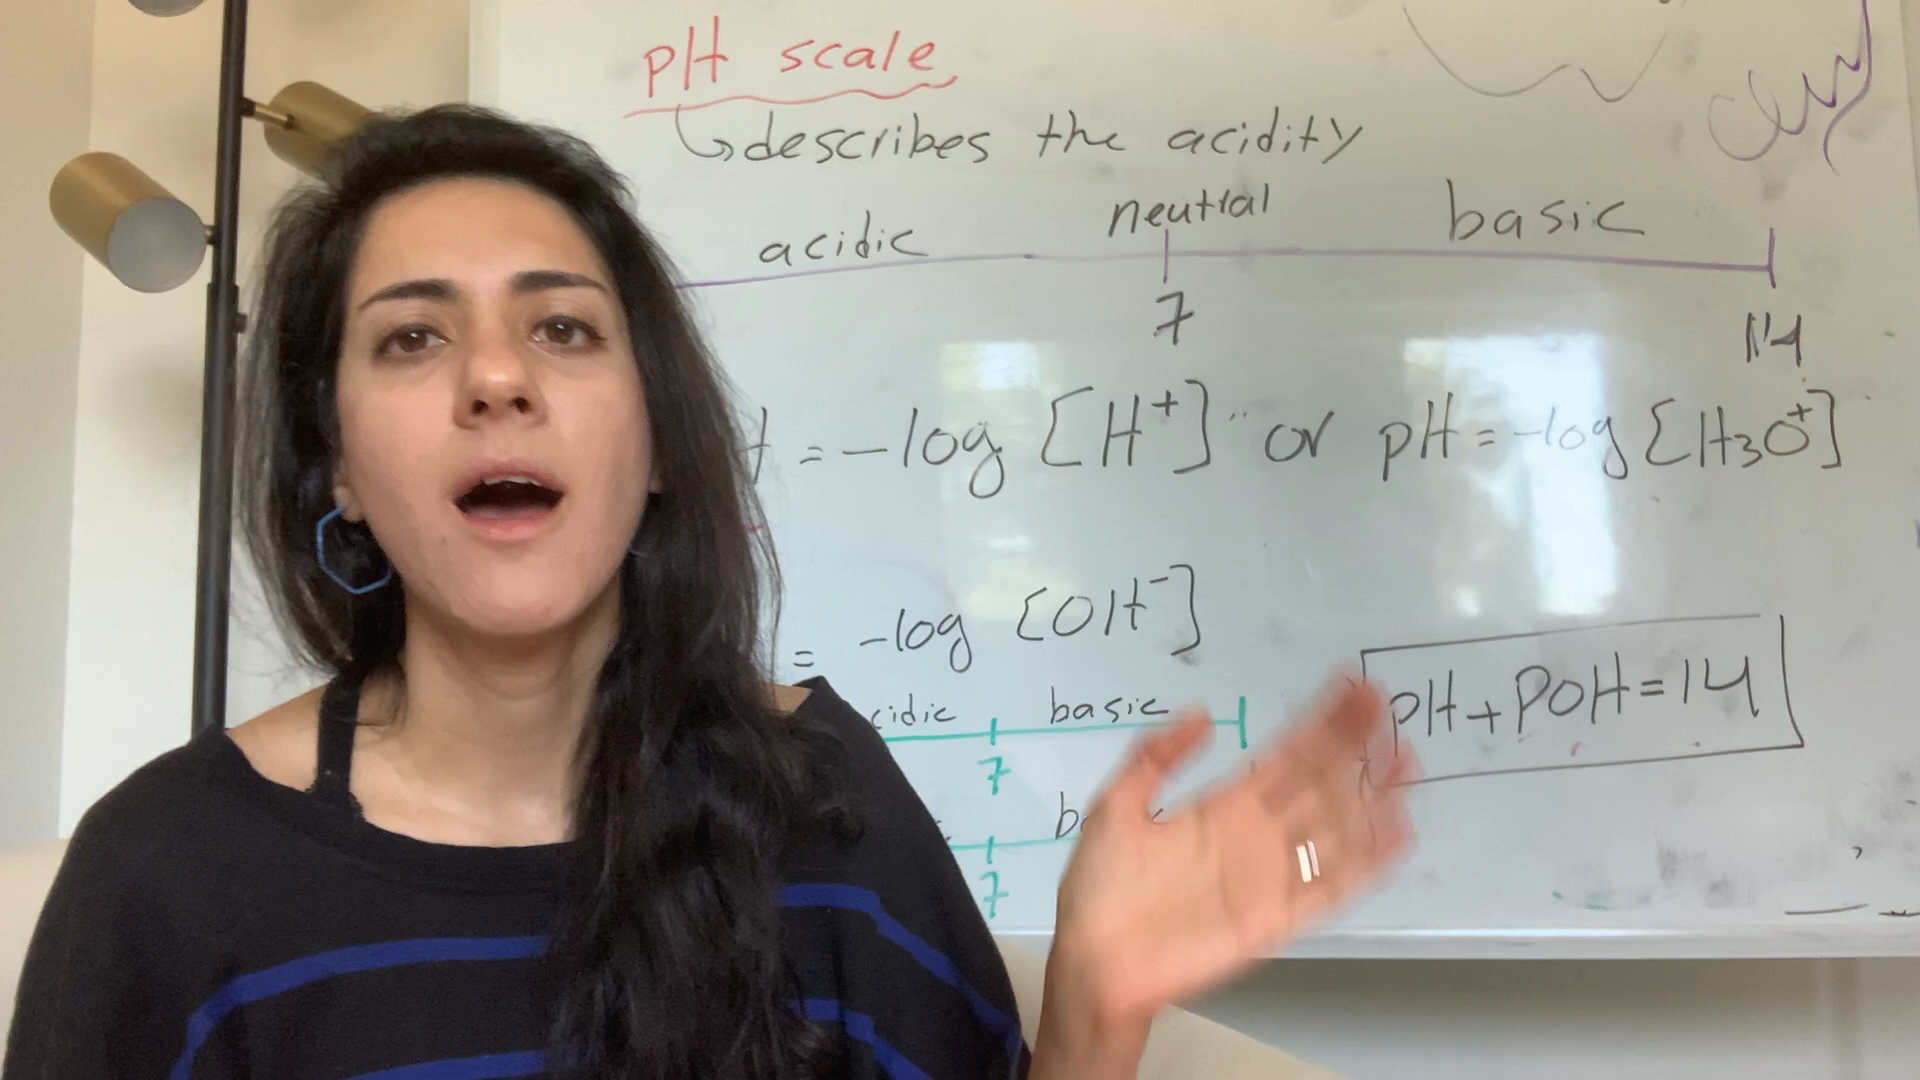 pH scale
↳describes the acidity
acidic neutral basic
7 14
= -log [H⁺] or pH = -log [H₃O⁺]
= -log [OH⁻]
pH + POH = 14
cidic basic
7
7